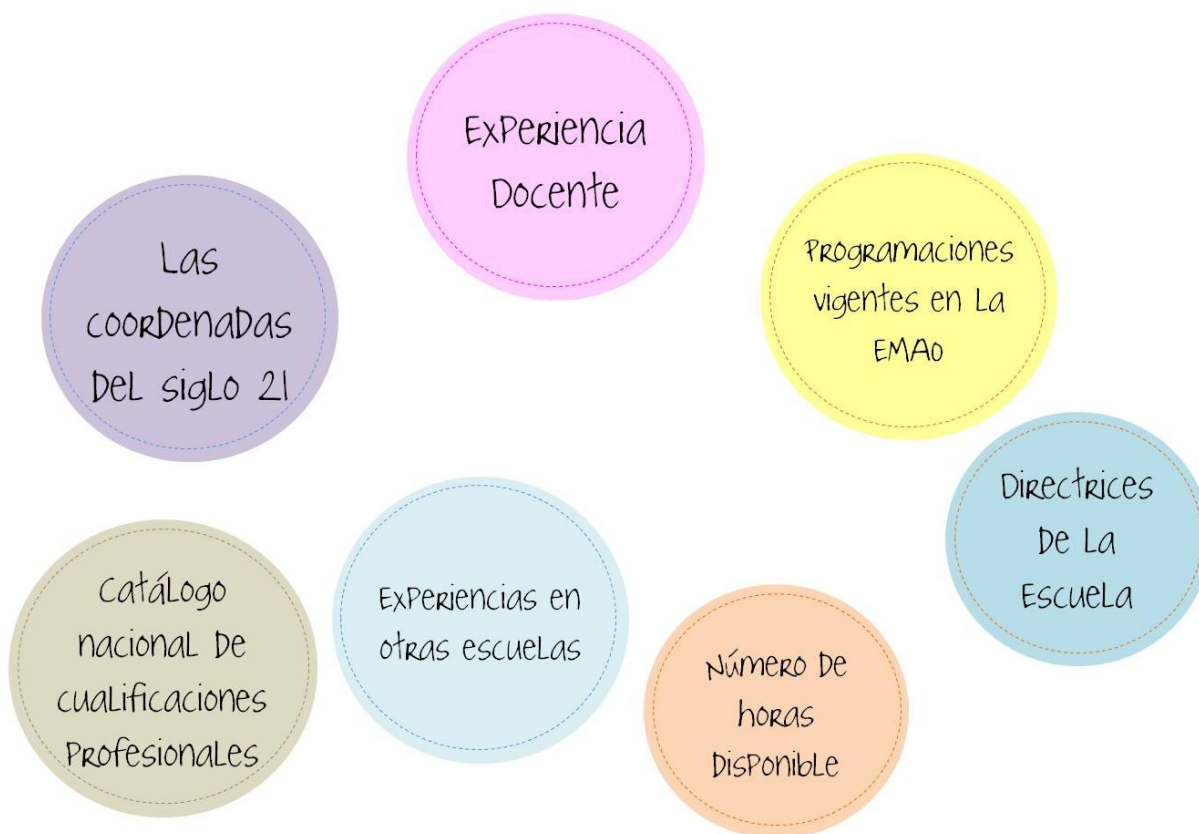 Experiencia
Docente
Las
coordenadas
del siglo 21
Programaciones
vigentes en la
EMAO
Directrices
de la
Escuela
Catálogo
nacional de
cualificaciones
profesionales
Experiencias en
otras escuelas
Número de
horas
disponible